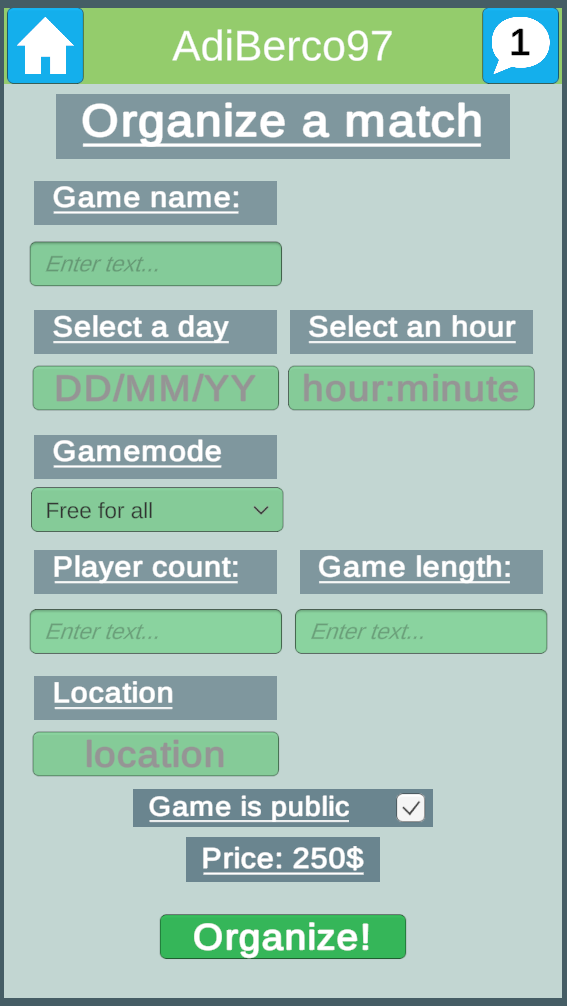 AdiBerco97
1
Organize a match
Game name:
Enter text...
Select a day
Select an hour
DD/MM/YY
hour:minute
Gamemode
Free for all
Player count:
Game length:
Enter text...
Enter text...
Location
location
Game is public
Price: 250$
Organize!